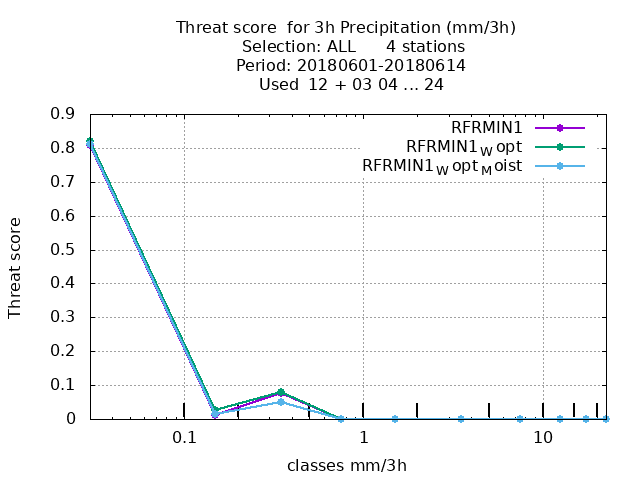 Threat score  for 3h Precipitation (mm/3h)
Selection: ALL      4 stations
Period: 20180601-20180614
Used  12 + 03 04 ... 24
RFRMIN1
RFRMIN1_Wopt
RFRMIN1_Wopt_Moist
0.9
0.8
0.7
0.6
0.5
0.4
0.3
0.2
0.1
0
Threat score
0.1 1 10
classes mm/3h